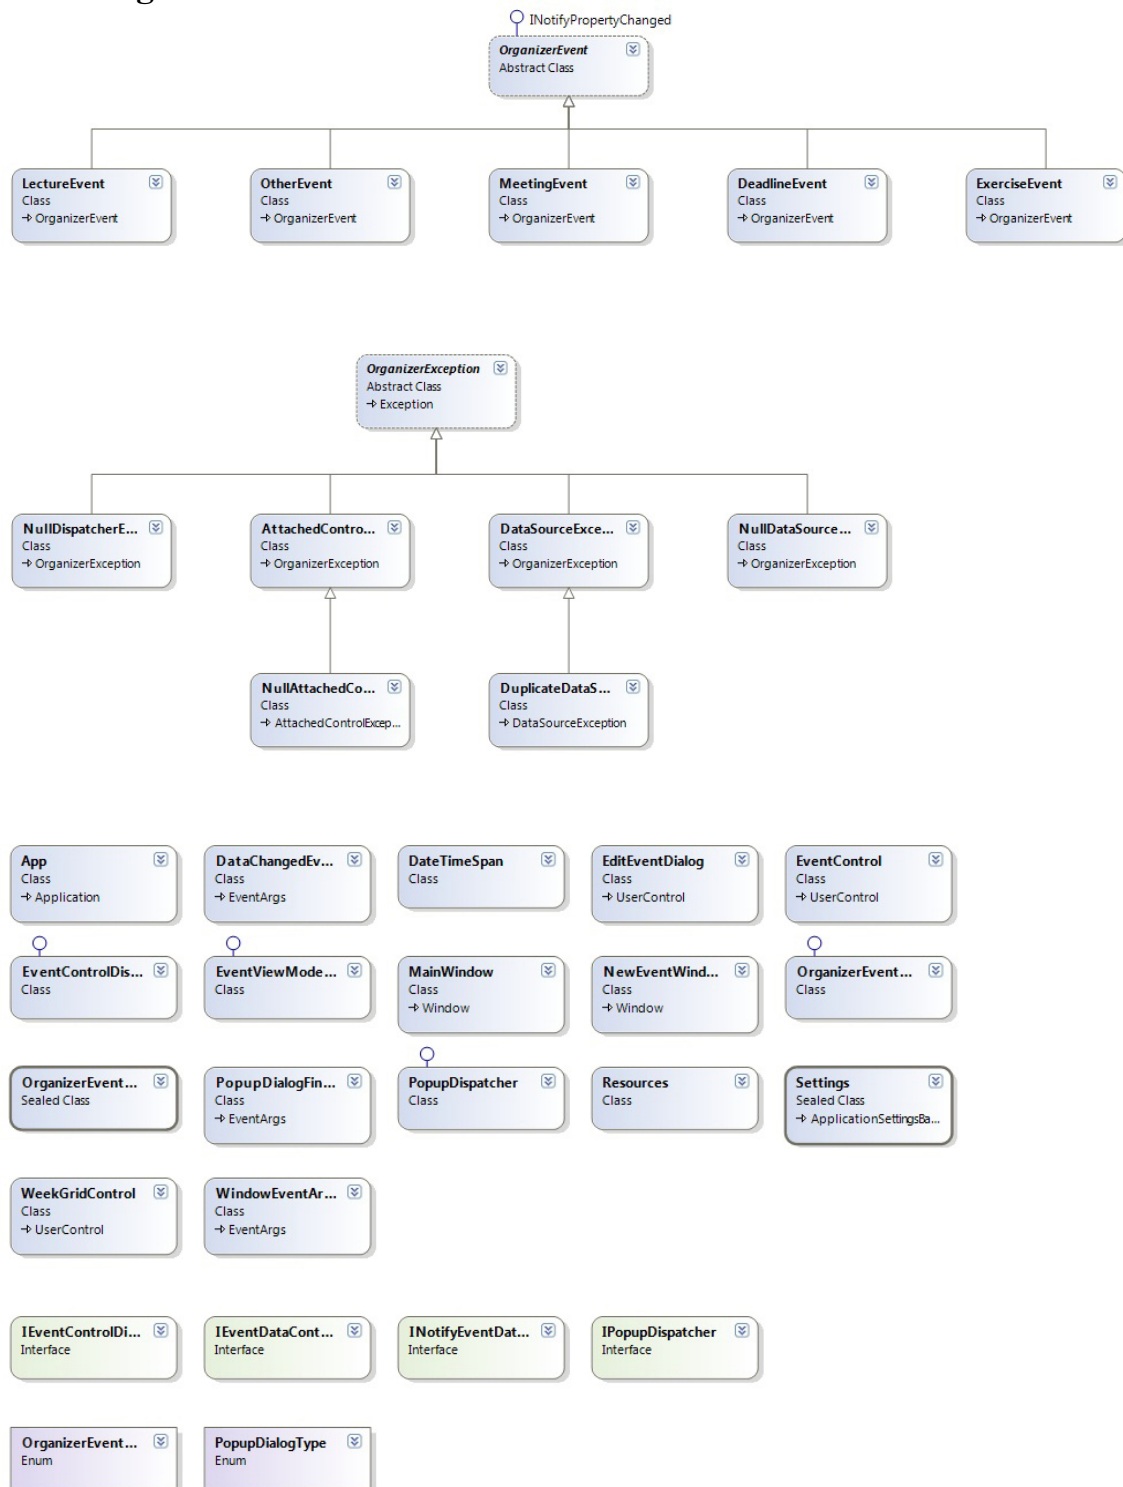 INotifyPropertyChanged
OrganizerEvent
Abstract Class
LectureEvent
Class
OrganizerEvent
OtherEvent
Class
OrganizerEvent
MeetingEvent
Class
OrganizerEvent
DeadlineEvent
Class
OrganizerEvent
ExerciseEvent
Class
OrganizerEvent
OrganizerException
Abstract Class
Exception
NullDispatcherE...
Class
OrganizerException
AttachedContro...
Class
OrganizerException
DataSourceExce...
Class
OrganizerException
NullDataSource...
Class
OrganizerException
NullAttachedCo...
Class
AttachedControlExcep...
DuplicateDataS...
Class
DataSourceException
App
Class
Application
DataChangedEv...
Class
EventArgs
DateTimeSpan
Class
EditEventDialog
Class
UserControl
EventControl
Class
UserControl
EventControlDis...
Class
EventViewMode...
Class
MainWindow
Class
Window
NewEventWind...
Class
Window
OrganizerEvent...
Class
OrganizerEvent...
Sealed Class
PopupDialogFin...
Class
EventArgs
PopupDispatcher
Class
Resources
Class
Settings
Sealed Class
ApplicationSettingsBa...
WeekGridControl
Class
UserControl
WindowEventAr...
Class
EventArgs
IEventControlDi...
Interface
IEventDataCont...
Interface
INotifyEventDat...
Interface
IPopupDispatcher
Interface
OrganizerEvent...
Enum
PopupDialogType
Enum